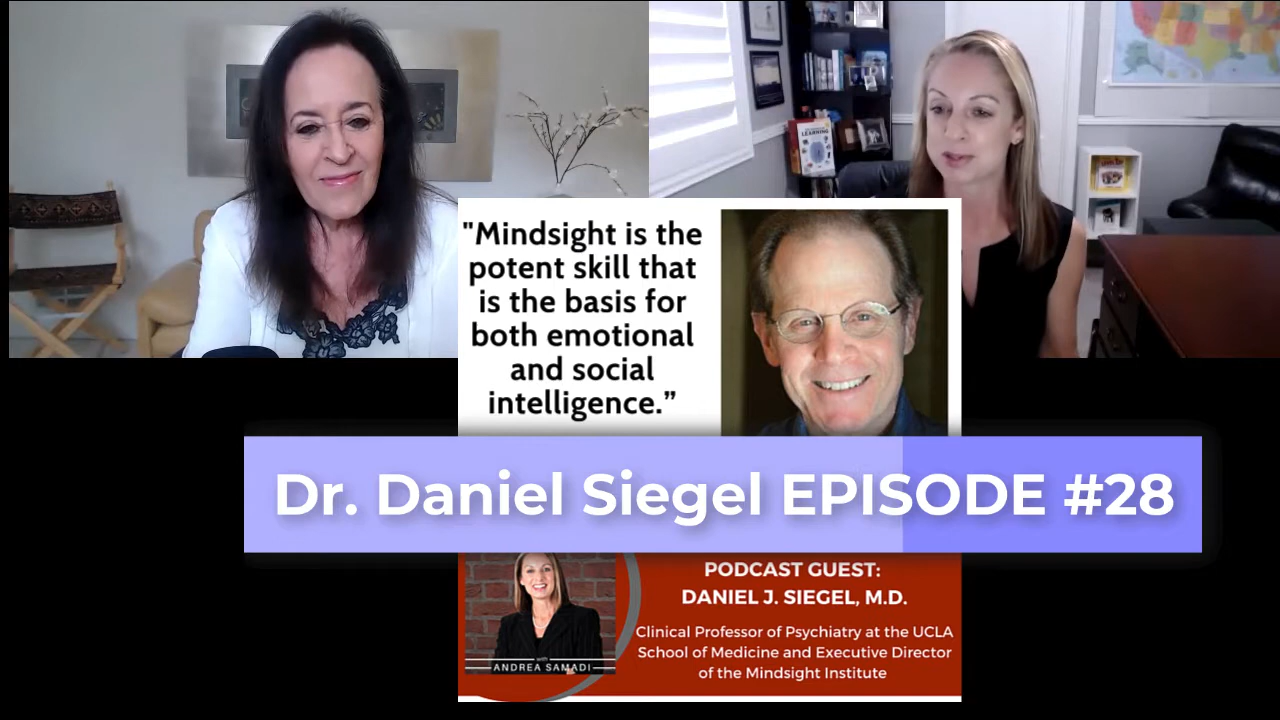 LEARNING
"Mindsight is the
potent skill that
is the basis for
both emotional
and social
intelligence.”
Dr. Daniel Siegel EPISODE #28
PODCAST GUEST:
DANIEL J. SIEGEL, M.D.
Clinical Professor of Psychiatry at the UCLA
School of Medicine and Executive Director
of the Mindsight Institute
with
ANDREA SAMADI